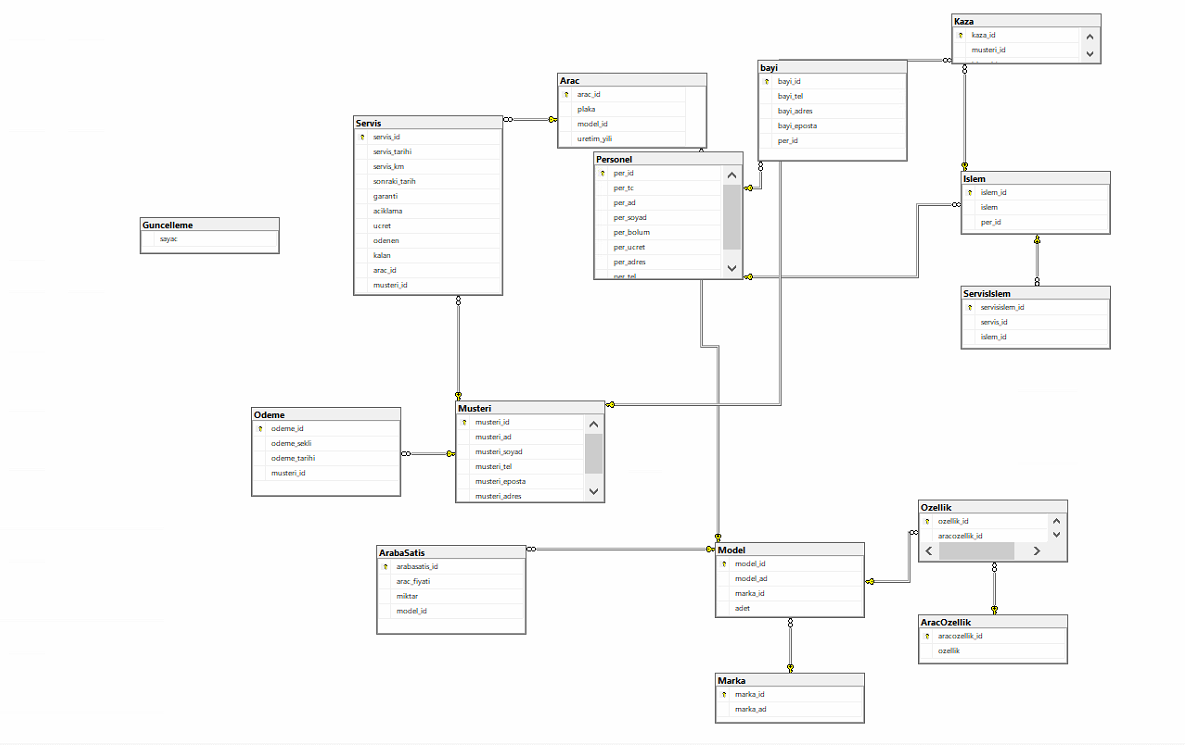 Kaza
kaza_id
musteri_id
bayi
bayi_id
bayi_tel
bayi_adres
bayi_eposta
per_id
Arac
arac_id
plaka
model_id
uretim_yili
Servis
servis_id
servis_tarihi
servis_km
sonraki_tarih
garanti
aciklama
ucret
odenen
kalan
arac_id
musteri_id
Personel
per_id
per_tc
per_ad
per_soyad
per_bolum
per_ucret
per_adres
per_tel
Islem
islem_id
islem
per_id
Guncelleme
sayac
ServisIslem
servisislem_id
servis_id
islem_id
Musteri
musteri_id
musteri_ad
musteri_soyad
musteri_tel
musteri_eposta
musteri_adres
Odeme
odeme_id
odeme_sekli
odeme_tarihi
musteri_id
Ozellik
ozellik_id
aracozellik_id
ArabaSatis
arabasatis_id
arac_fiyati
miktar
model_id
Model
model_id
model_ad
marka_id
adet
AracOzellik
aracozellik_id
ozellik
Marka
marka_id
marka_ad